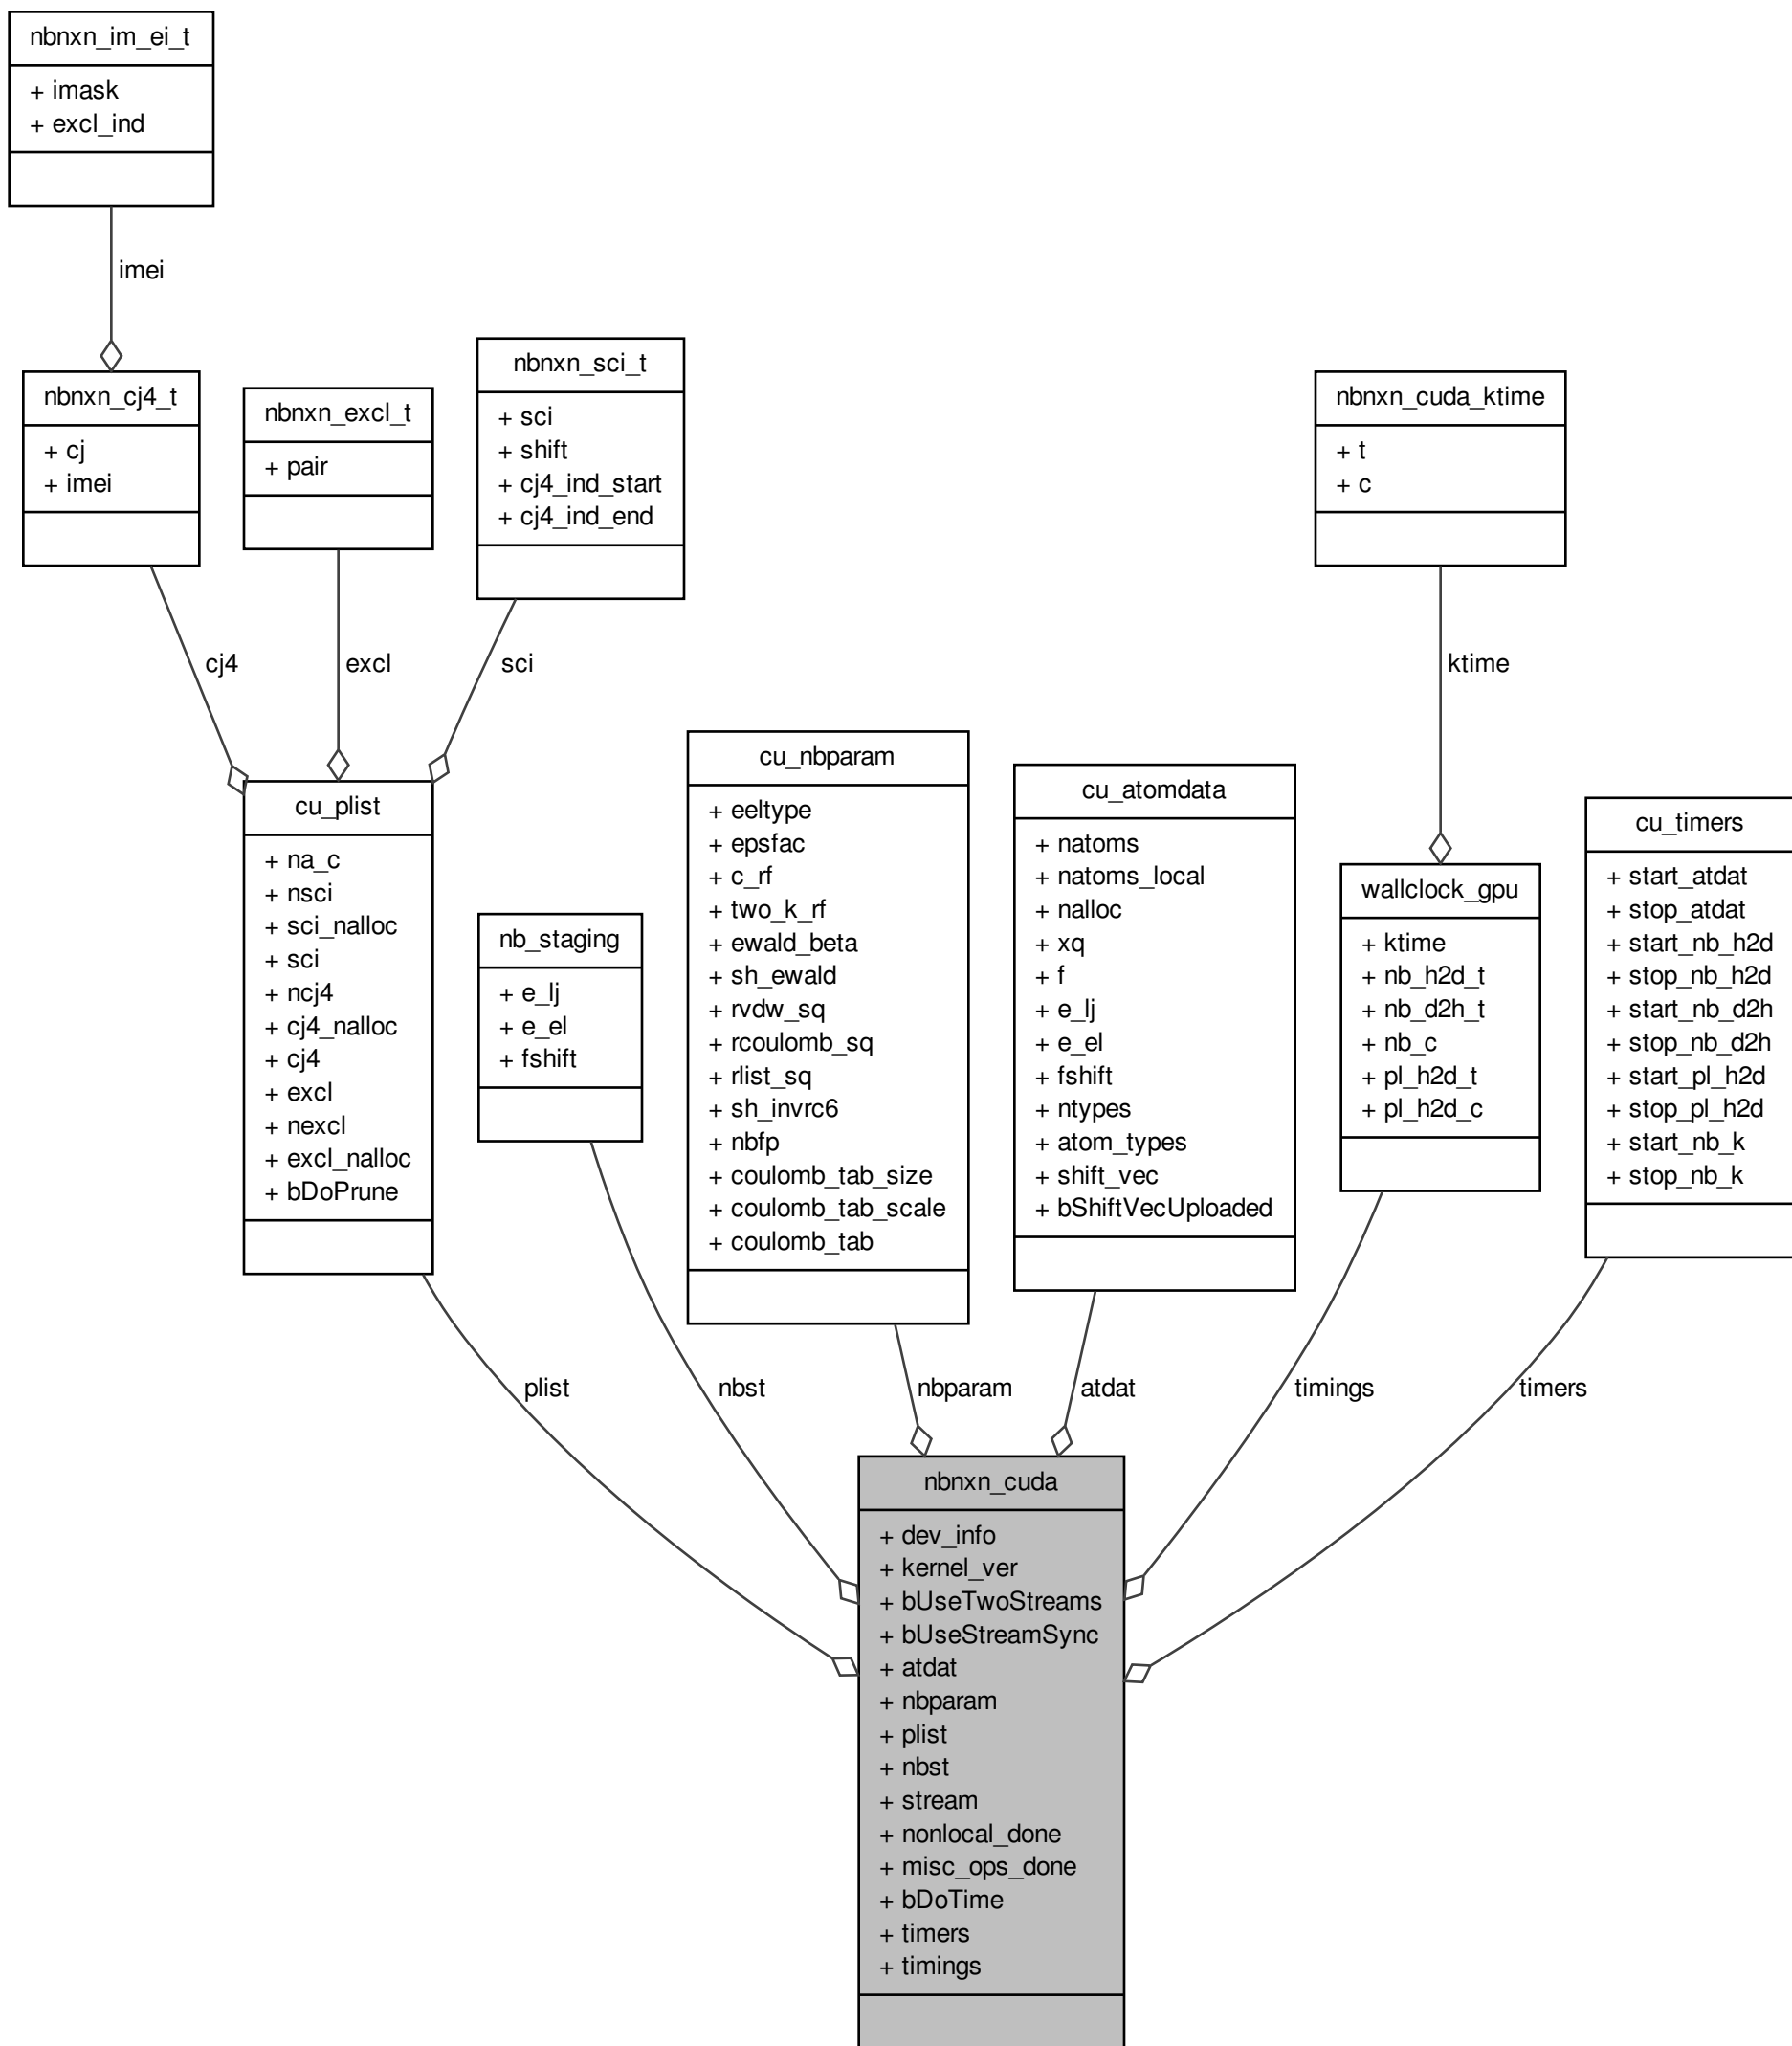 nbnxn_im_ei_t
+ imask
+ excl_ind
imei
nbnxn_cj4_t
+ cj
+ imei
nbnxn_excl_t
+ pair
nbnxn_sci_t
+ sci
+ shift
+ cj4_ind_start
+ cj4_ind_end
nbnxn_cuda_ktime
+ t
+ c
cj4
excl
sci
ktime
cu_plist
+ na_c
+ nsci
+ sci_nalloc
+ sci
+ ncj4
+ cj4_nalloc
+ cj4
+ excl
+ nexcl
+ excl_nalloc
+ bDoPrune
nb_staging
+ e_lj
+ e_el
+ fshift
cu_nbparam
+ eeltype
+ epsfac
+ c_rf
+ two_k_rf
+ ewald_beta
+ sh_ewald
+ rvdw_sq
+ rcoulomb_sq
+ rlist_sq
+ sh_invrc6
+ nbfp
+ coulomb_tab_size
+ coulomb_tab_scale
+ coulomb_tab
cu_atomdata
+ natoms
+ natoms_local
+ nalloc
+ xq
+ f
+ e_lj
+ e_el
+ fshift
+ ntypes
+ atom_types
+ shift_vec
+ bShiftVecUploaded
wallclock_gpu
+ ktime
+ nb_h2d_t
+ nb_d2h_t
+ nb_c
+ pl_h2d_t
+ pl_h2d_c
cu_timers
+ start_atdat
+ stop_atdat
+ start_nb_h2d
+ stop_nb_h2d
+ start_nb_d2h
+ stop_nb_d2h
+ start_pl_h2d
+ stop_pl_h2d
+ start_nb_k
+ stop_nb_k
plist
nbst
nbparam
atdat
timings
timers
nbnxn_cuda
+ dev_info
+ kernel_ver
+ bUseTwoStreams
+ bUseStreamSync
+ atdat
+ nbparam
+ plist
+ nbst
+ stream
+ nonlocal_done
+ misc_ops_done
+ bDoTime
+ timers
+ timings